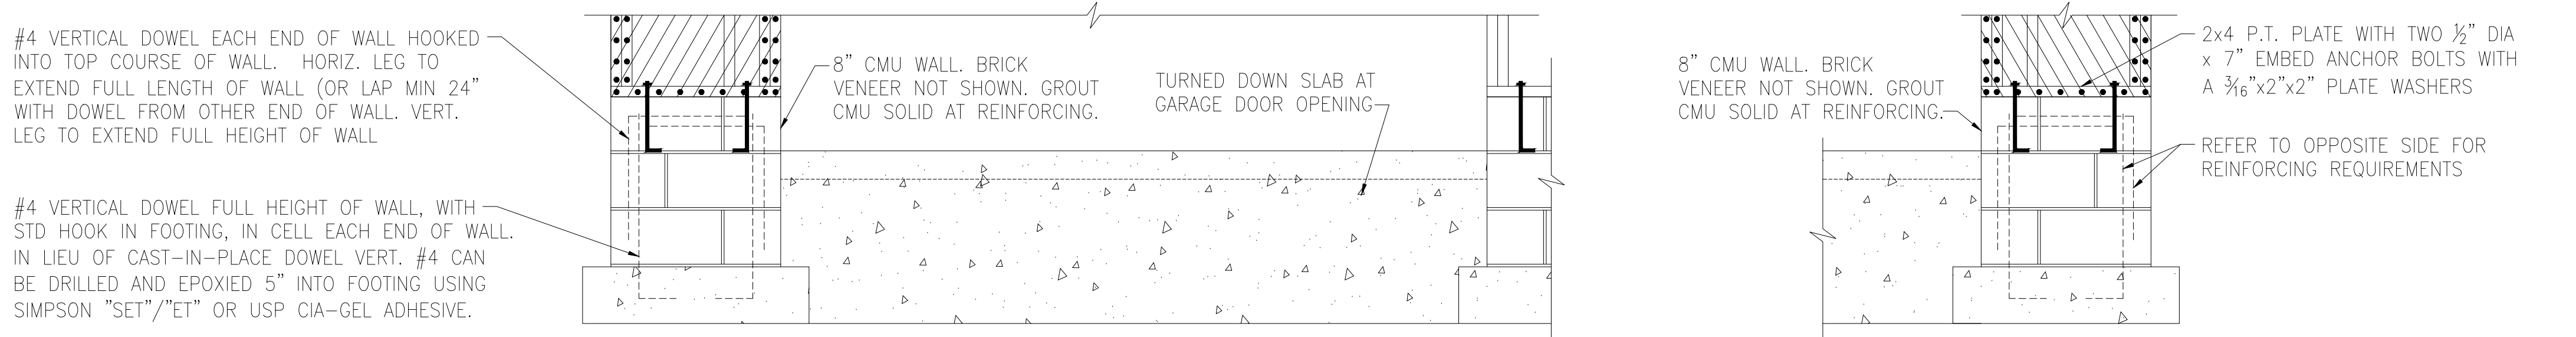 #4 VERTICAL DOWEL EACH END OF WALL HOOKED
INTO TOP COURSE OF WALL. HORIZ. LEG TO
EXTEND FULL LENGTH OF WALL (OR LAP MIN 24"
WITH DOWEL FROM OTHER END OF WALL. VERT.
LEG TO EXTEND FULL HEIGHT OF WALL
#4 VERTICAL DOWEL FULL HEIGHT OF WALL, WITH
STD HOOK IN FOOTING, IN CELL EACH END OF WALL.
IN LIEU OF CAST-IN-PLACE DOWEL VERT. #4 CAN
BE DRILLED AND EPOXIED 5" INTO FOOTING USING
SIMPSON "SET"/"ET" OR USP CIA-GEL ADHESIVE.
8" CMU WALL. BRICK
VENEER NOT SHOWN. GROUT
CMU SOLID AT REINFORCING.
TURNED DOWN SLAB AT
GARAGE DOOR OPENING
8" CMU WALL. BRICK
VENEER NOT SHOWN. GROUT
CMU SOLID AT REINFORCING.
2x4 P.T. PLATE WITH TWO ½" DIA
x 7" EMBED ANCHOR BOLTS WITH
A 3⁄16"x2"x2" PLATE WASHERS
REFER TO OPPOSITE SIDE FOR
REINFORCING REQUIREMENTS